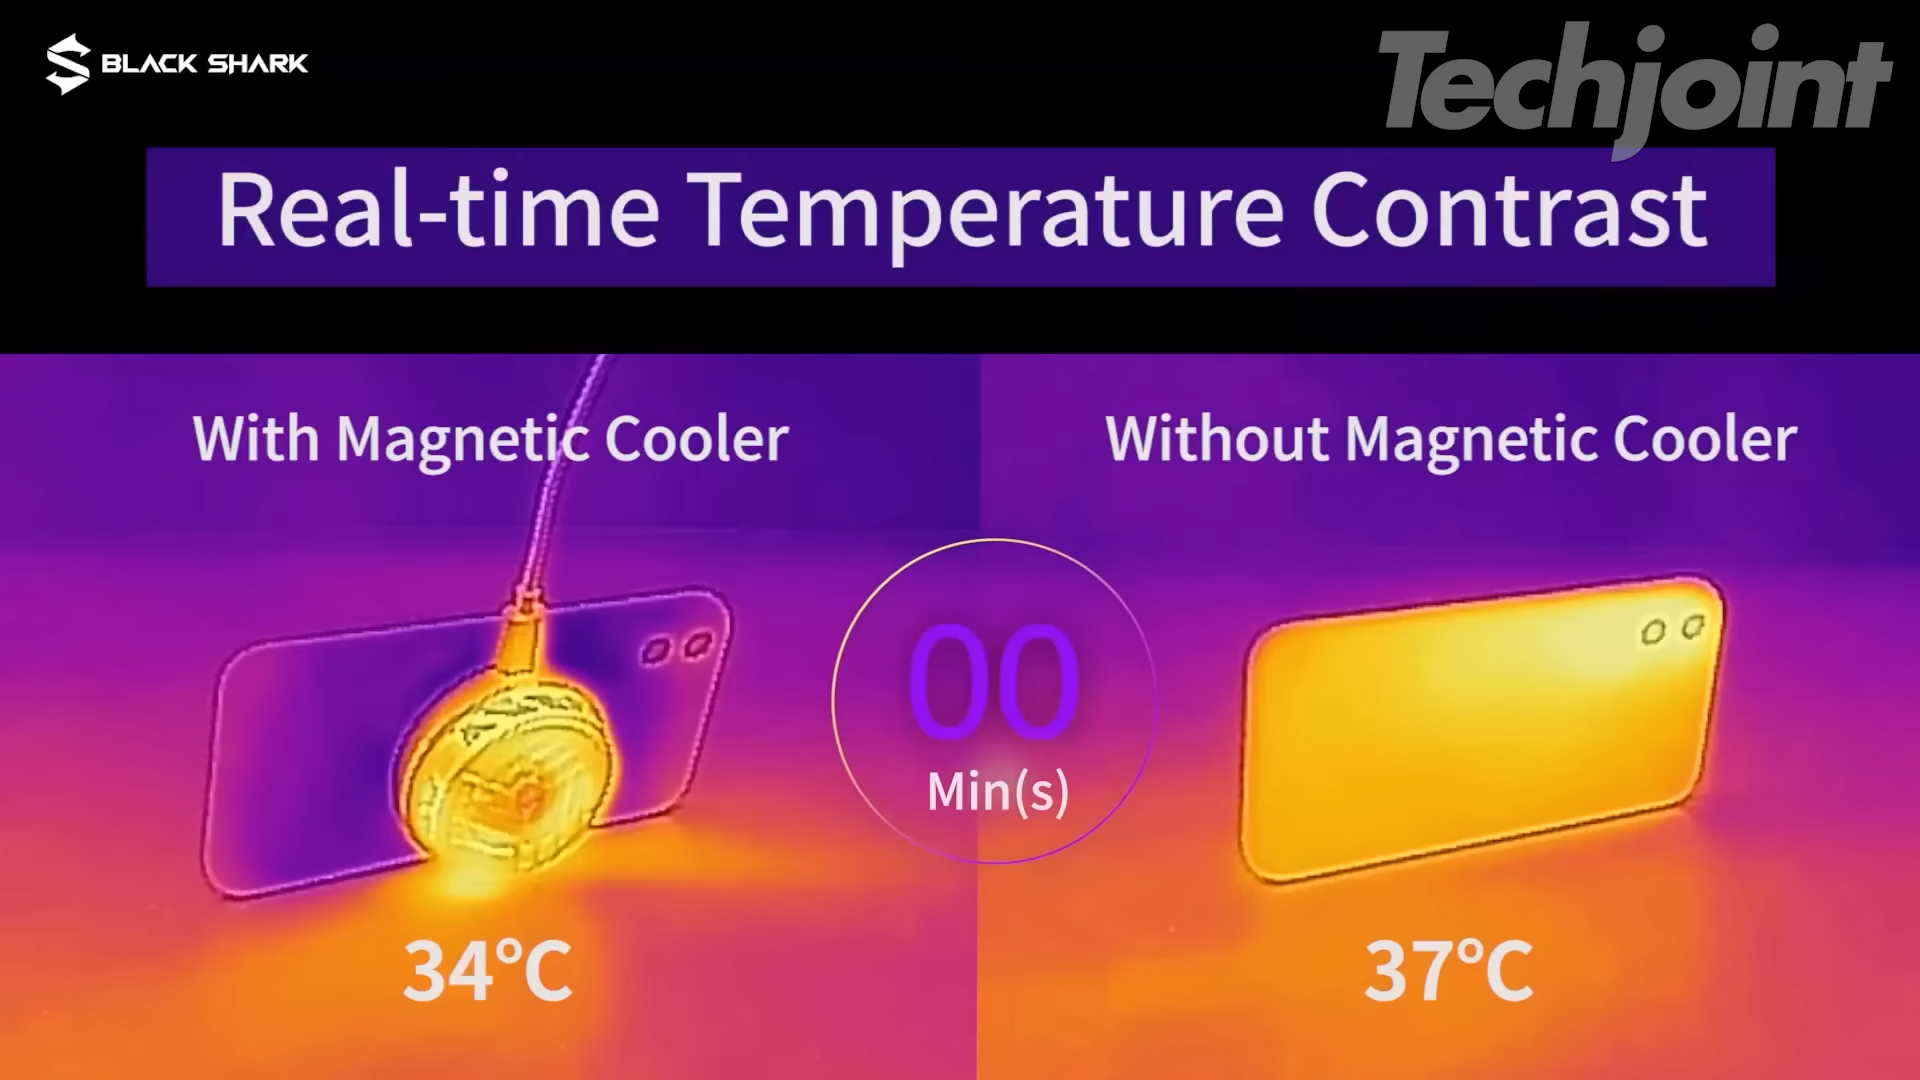 BLACK SHARK
Techjoint
Real-time Temperature Contrast
With Magnetic Cooler
Without Magnetic Cooler
00
Min(s)
34°C
37°C